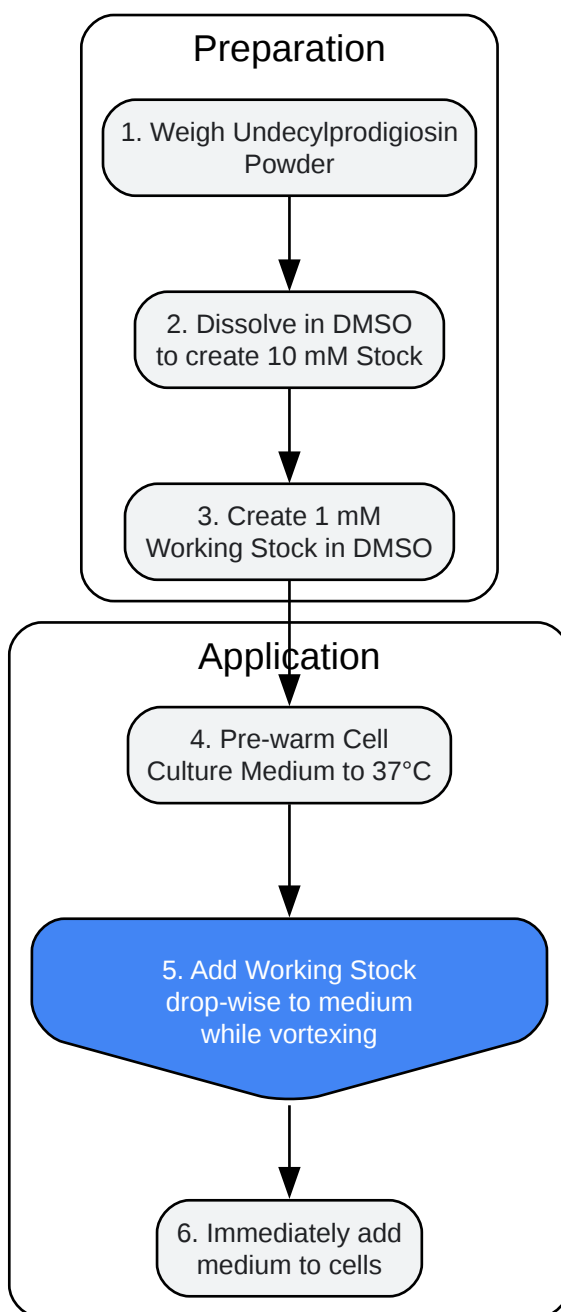 Preparation
1. Weigh Undecylprodigiosin
Powder
2. Dissolve in DMSO
to create 10 mM Stock
3. Create 1 mM
Working Stock in DMSO
Application
4. Pre-warm Cell
Culture Medium to 37°C
5. Add Working Stock
drop-wise to medium
while vortexing
6. Immediately add
medium to cells